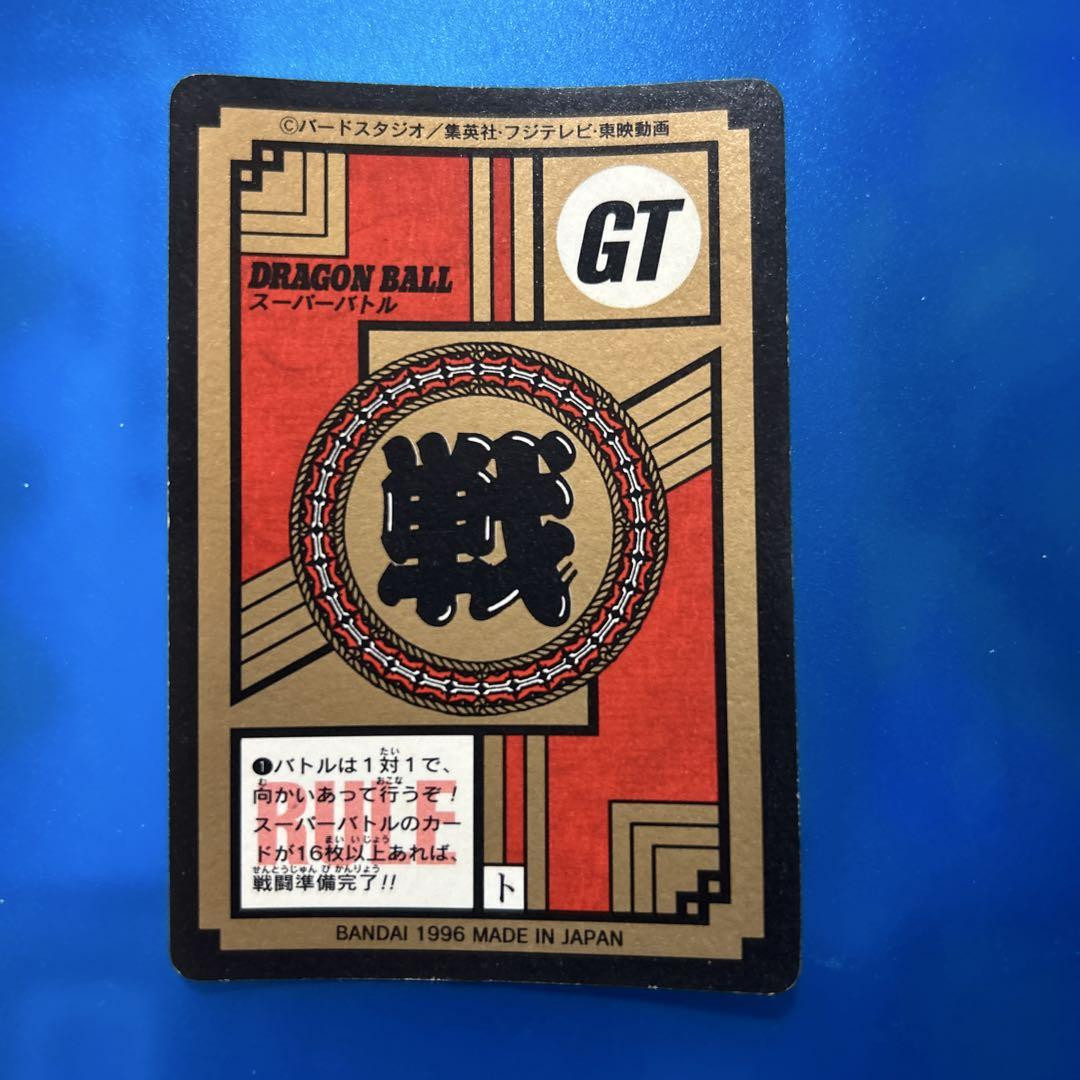 ©バードスタジオ／集英社・フジテレビ・東映動画
GT
DRAGON BALL
スーパーバトル
戦
RULE
❶バトルは1対1で、
向かいあって行うぞ！
スーパーバトルのカー
ドが16枚以上あれば、
戦闘準備完了!!
ト
BANDAI 1996 MADE IN JAPAN